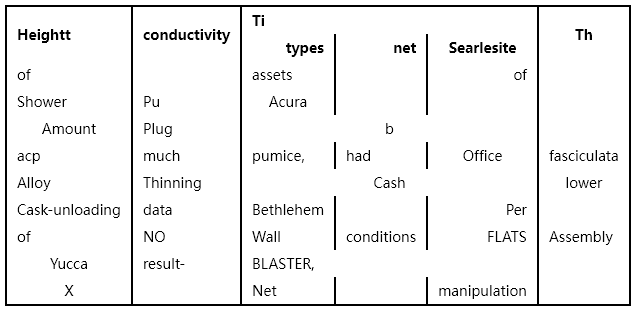 Heightt conductivity Ti Th
types net Searlesite
of assets of
Shower Pu Acura
Amount Plug b
acp much pumice, had Office fasciculata
Alloy Thinning Cash lower
Cask-unloading data Bethlehem Per
of NO Wall conditions FLATS Assembly
Yucca result- BLASTER,
X Net manipulation